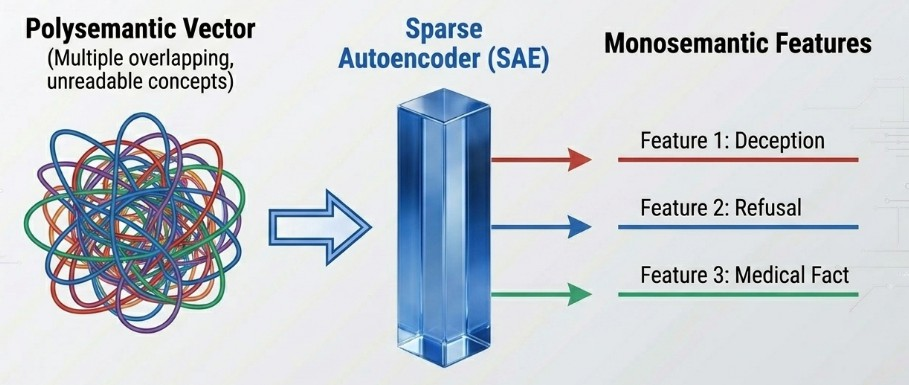 Polysemantic Vector
(Multiple overlapping,
unreadable concepts)
Sparse
Autoencoder (SAE)
Monosemantic Features
Feature 1: Deception
Feature 2: Refusal
Feature 3: Medical Fact